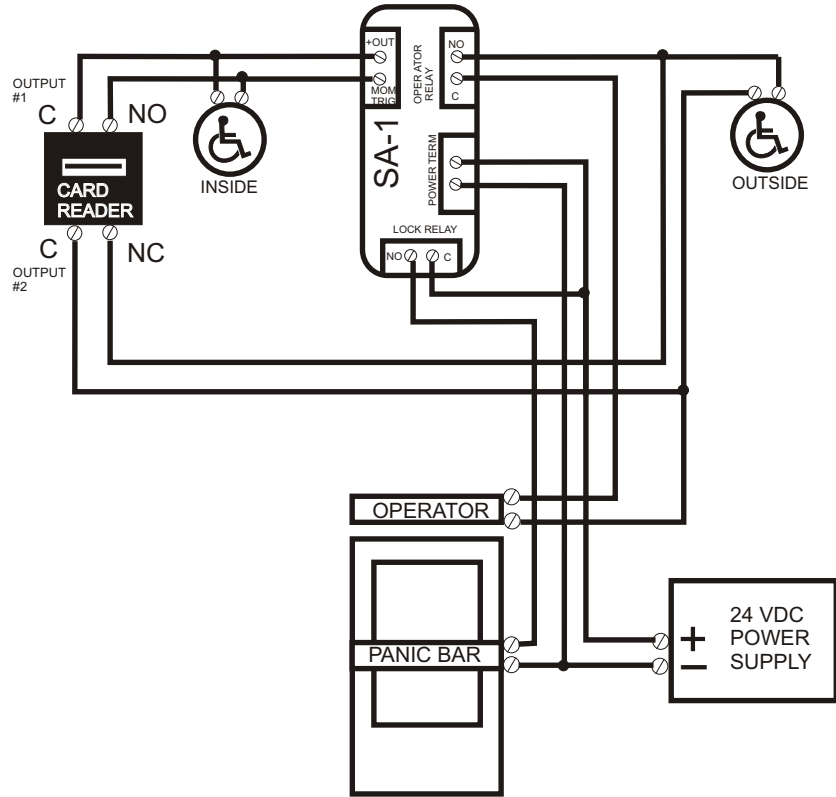 +OUT
MOM
TRIG
OPERATOR
RELAY
NO
C
SA-1
POWER TERM
LOCK RELAY
NO
C
OUTPUT
#1
C
NO
CARD
READER
C
NC
OUTPUT
#2
INSIDE
OUTSIDE
OPERATOR
PANIC BAR
+
−
24 VDC
POWER
SUPPLY